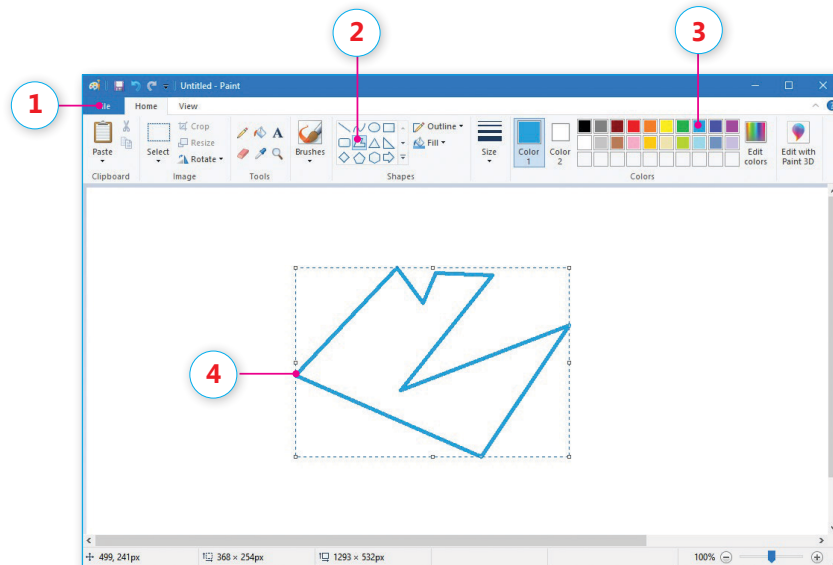 2
3
1
4
Untitled - Paint
File Home View
Paste
Clipboard
Select
Crop
Resize
Rotate
Image
A
Tools
Brushes
Outline
Fill
Shapes
Size
Color 1
Color 2
Edit colors
Colors
Edit with Paint 3D
499, 241px
368 × 254px
1293 × 532px
100%